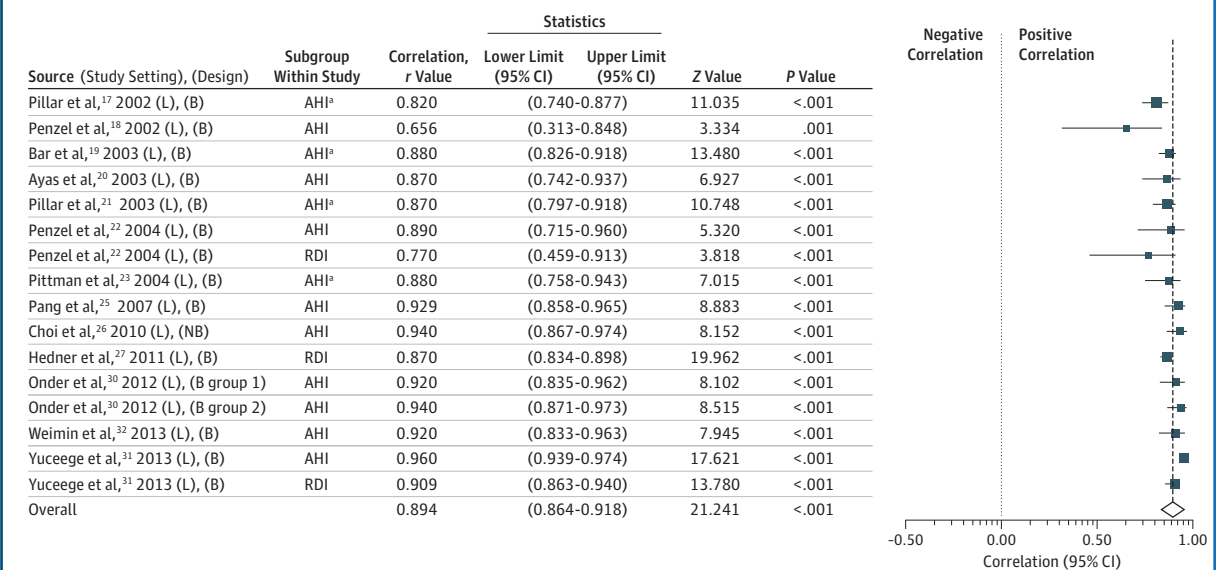 Statistics
Negative Correlation
Positive Correlation
Source (Study Setting), (Design) Subgroup Within Study Correlation, r Value Lower Limit (95% CI) Upper Limit (95% CI) Z Value P Value
Pillar et al,17 2002 (L), (B) AHIa 0.820 (0.740-0.877) 11.035 <.001
Penzel et al,18 2002 (L), (B) AHI 0.656 (0.313-0.848) 3.334 .001
Bar et al,19 2003 (L), (B) AHIa 0.880 (0.826-0.918) 13.480 <.001
Ayas et al,20 2003 (L), (B) AHI 0.870 (0.742-0.937) 6.927 <.001
Pillar et al,21 2003 (L), (B) AHIa 0.870 (0.797-0.918) 10.748 <.001
Penzel et al,22 2004 (L), (B) AHI 0.890 (0.715-0.960) 5.320 <.001
Penzel et al,22 2004 (L), (B) RDI 0.770 (0.459-0.913) 3.818 <.001
Pittman et al,23 2004 (L), (B) AHIa 0.880 (0.758-0.943) 7.015 <.001
Pang et al,25 2007 (L), (B) AHI 0.929 (0.858-0.965) 8.883 <.001
Choi et al,26 2010 (L), (NB) AHI 0.940 (0.867-0.974) 8.152 <.001
Hedner et al,27 2011 (L), (B) RDI 0.870 (0.834-0.898) 19.962 <.001
Onder et al,30 2012 (L), (B group 1) AHI 0.920 (0.835-0.962) 8.102 <.001
Onder et al,30 2012 (L), (B group 2) AHI 0.940 (0.871-0.973) 8.515 <.001
Weimin et al,32 2013 (L), (B) AHI 0.920 (0.833-0.963) 7.945 <.001
Yuceege et al,31 2013 (L), (B) AHI 0.960 (0.939-0.974) 17.621 <.001
Yuceege et al,31 2013 (L), (B) RDI 0.909 (0.863-0.940) 13.780 <.001
Overall 0.894 (0.864-0.918) 21.241 <.001
-0.50 0.00 0.50 1.00
Correlation (95% CI)